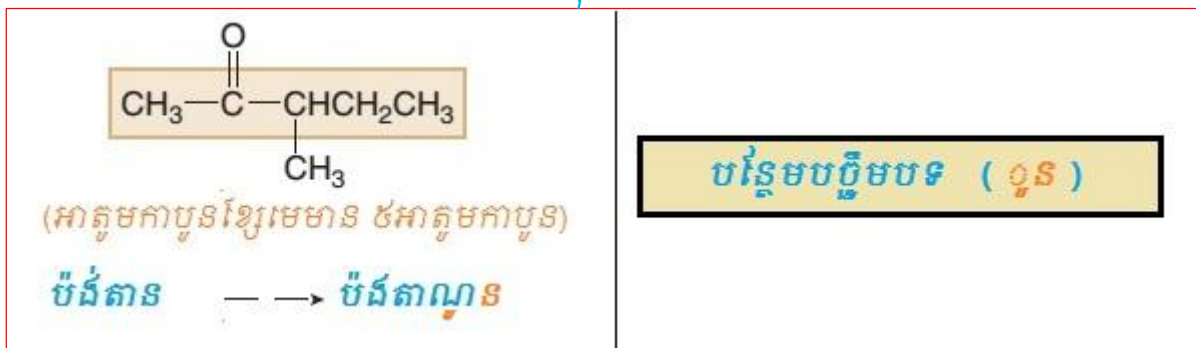 O
CH₃—C—CHCH₂CH₃
CH₃
(អាតូមកាបូនខ្សែមេមាន ៥អាតូមកាបូន)
ប៉ង់តាន — —→ ប៉ងតាណូន
បន្ថែមបច្ច័យបទ ( ូន )